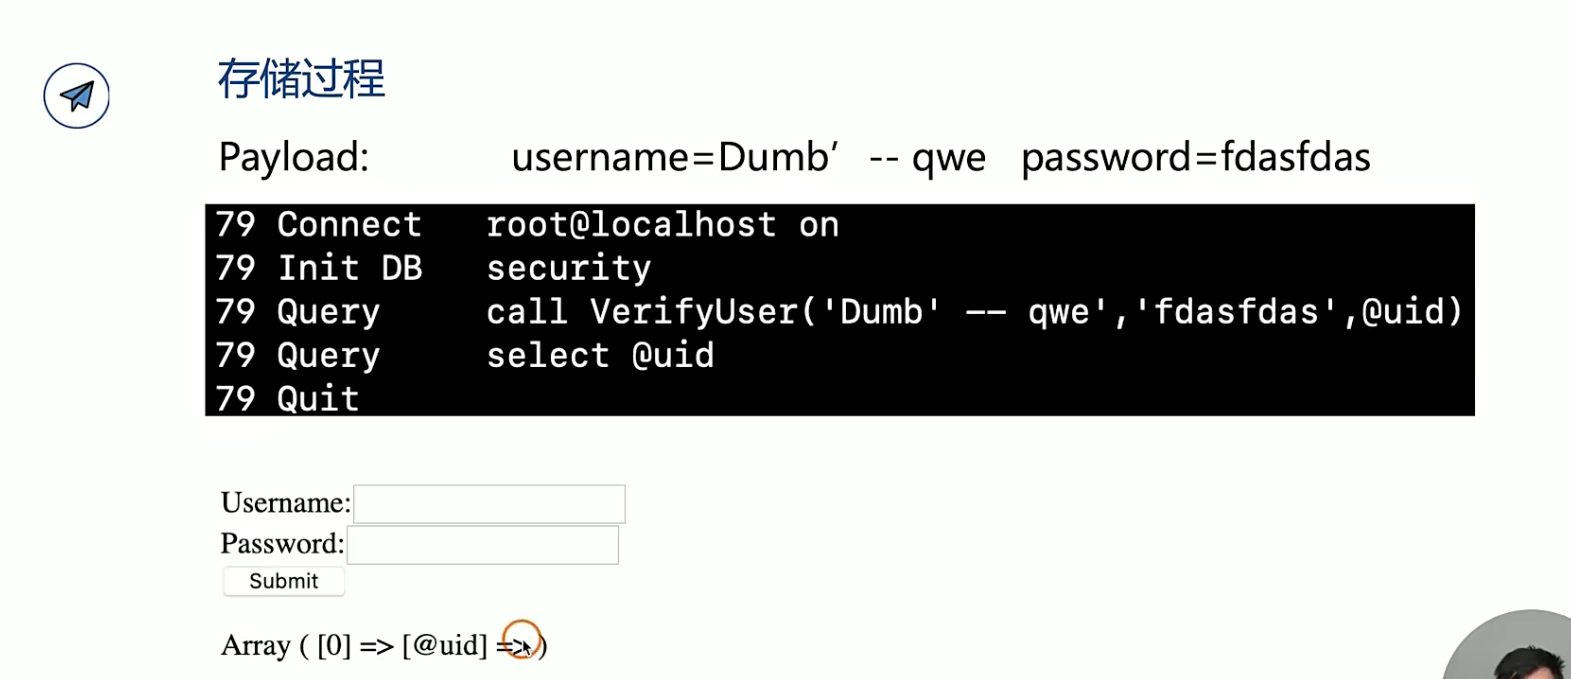 存储过程
Payload: username=Dumb’ -- qwe password=fdasfdas
79 Connect root@localhost on
79 Init DB security
79 Query call VerifyUser('Dumb' -- qwe','fdasfdas',@uid)
79 Query select @uid
79 Quit
Username:
Password:
Submit
Array ( [0] => [@uid] => )